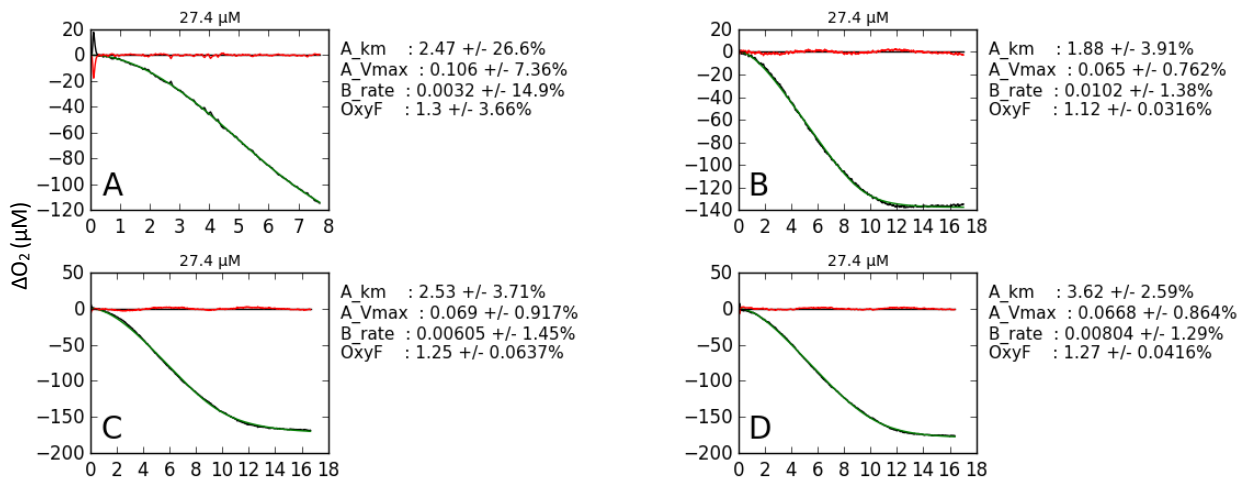 27.4 μM
20
0
−20
−40
−60
−80
−100
−120
0 1 2 3 4 5 6 7 8
A
A_km : 2.47 +/- 26.6%
A_Vmax : 0.106 +/- 7.36%
B_rate : 0.0032 +/- 14.9%
OxyF : 1.3 +/- 3.66%
27.4 μM
20
0
−20
−40
−60
−80
−100
−120
−140
0 2 4 6 8 10 12 14 16 18
B
A_km : 1.88 +/- 3.91%
A_Vmax : 0.065 +/- 0.762%
B_rate : 0.0102 +/- 1.38%
OxyF : 1.12 +/- 0.0316%
ΔO₂ (μM)
27.4 μM
50
0
−50
−100
−150
−200
0 2 4 6 8 10 12 14 16 18
C
A_km : 2.53 +/- 3.71%
A_Vmax : 0.069 +/- 0.917%
B_rate : 0.00605 +/- 1.45%
OxyF : 1.25 +/- 0.0637%
27.4 μM
50
0
−50
−100
−150
−200
0 2 4 6 8 10 12 14 16 18
D
A_km : 3.62 +/- 2.59%
A_Vmax : 0.0668 +/- 0.864%
B_rate : 0.00804 +/- 1.29%
OxyF : 1.27 +/- 0.0416%